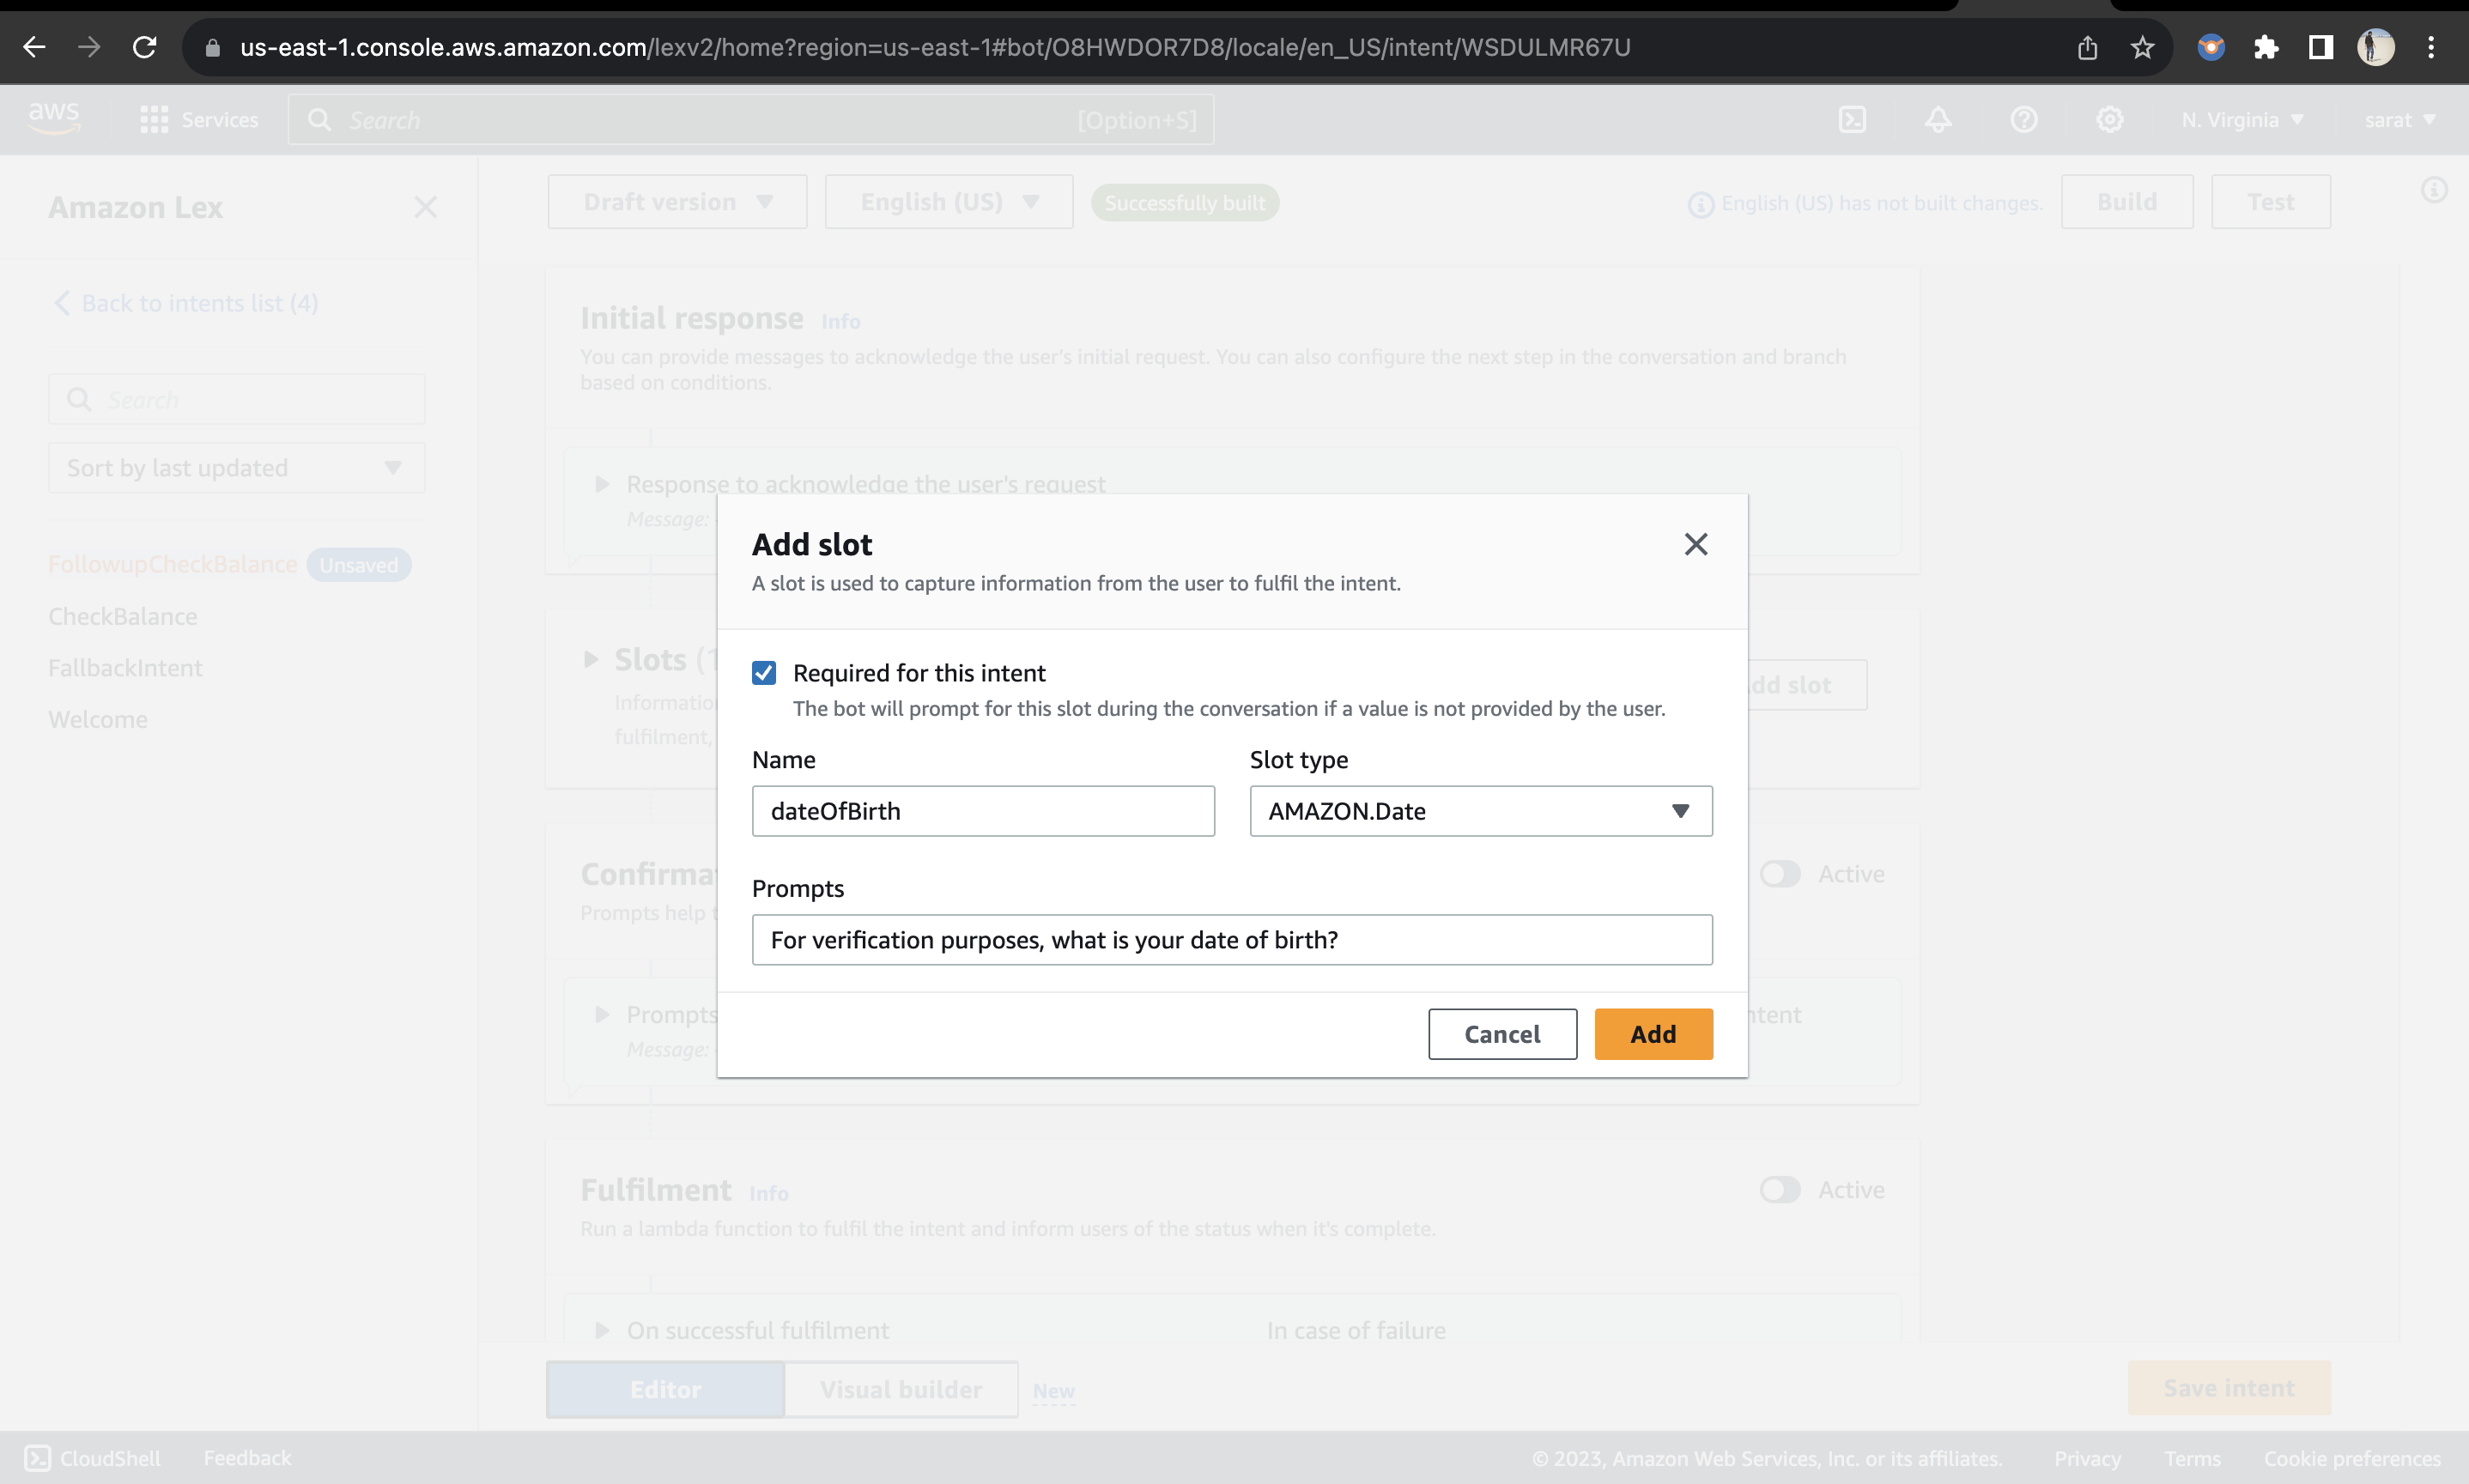 us-east-1.console.aws.amazon.com/lexv2/home?region=us-east-1#bot/O8HWDOR7D8/locale/en_US/intent/WSDULMR67U
aws
Services
Search
[Option+S]
N. Virginia
sarat
Amazon Lex
Draft version
English (US)
Successfully built
English (US) has not built changes.
Build
Test
Back to intents list (4)
Search
Sort by last updated
FollowupCheckBalance
Unsaved
CheckBalance
FallbackIntent
Welcome
Initial response
Info
You can provide messages to acknowledge the user's initial request. You can also configure the next step in the conversation and branch
based on conditions.
Response to acknowledge the user's request
Message:
Slots
fulfilment,
Prompts help
Active
Prompts
Message:
Add slot
A slot is used to capture information from the user to fulfil the intent.
Required for this intent
The bot will prompt for this slot during the conversation if a value is not provided by the user.
Name
Slot type
dateOfBirth
AMAZON.Date
Prompts
For verification purposes, what is your date of birth?
Cancel
Add
Fulfilment
Info
Active
Run a lambda function to fulfil the intent and inform users of the status when it's complete.
On successful fulfilment
In case of failure
Editor
Visual builder
New
Save intent
CloudShell
Feedback
© 2023, Amazon Web Services, Inc. or its affiliates.
Privacy
Terms
Cookie preferences